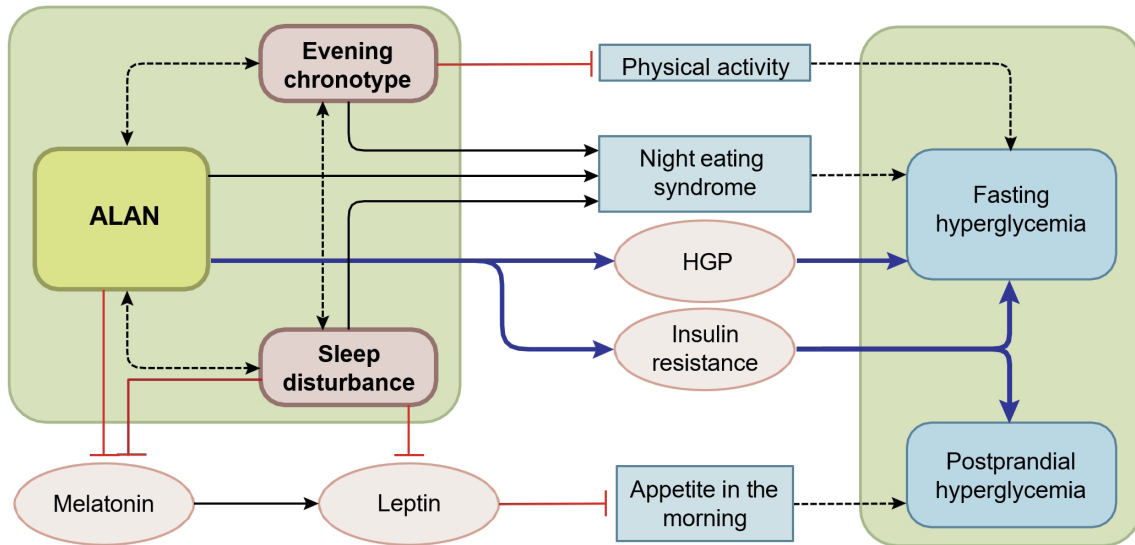 Evening
chronotype
Physical activity
ALAN
Night eating
syndrome
Fasting
hyperglycemia
HGP
Insulin
resistance
Sleep
disturbance
Melatonin
Leptin
Appetite in the
morning
Postprandial
hyperglycemia